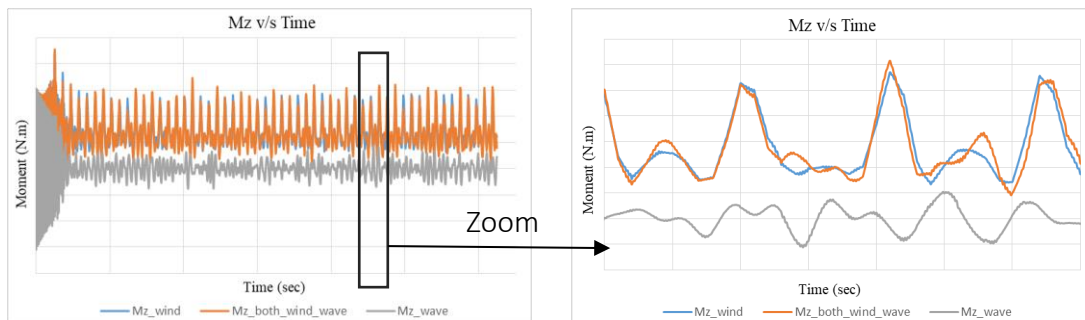 Mz v/s Time
Moment (N.m)
Time (sec)
Mz_wind Mz_both_wind_wave Mz_wave
Zoom
Mz v/s Time
Moment (N.m)
Time (sec)
Mz_wind Mz_both_wind_wave Mz_wave